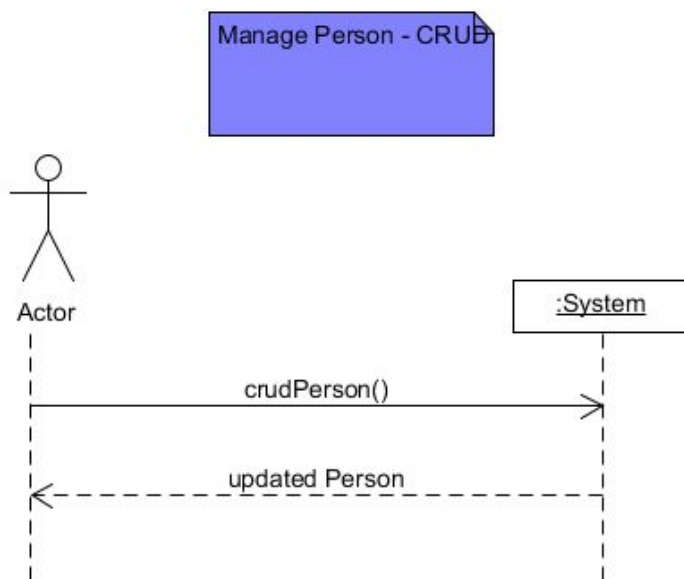 Manage Person - CRUD
Actor
:System
crudPerson()
updated Person